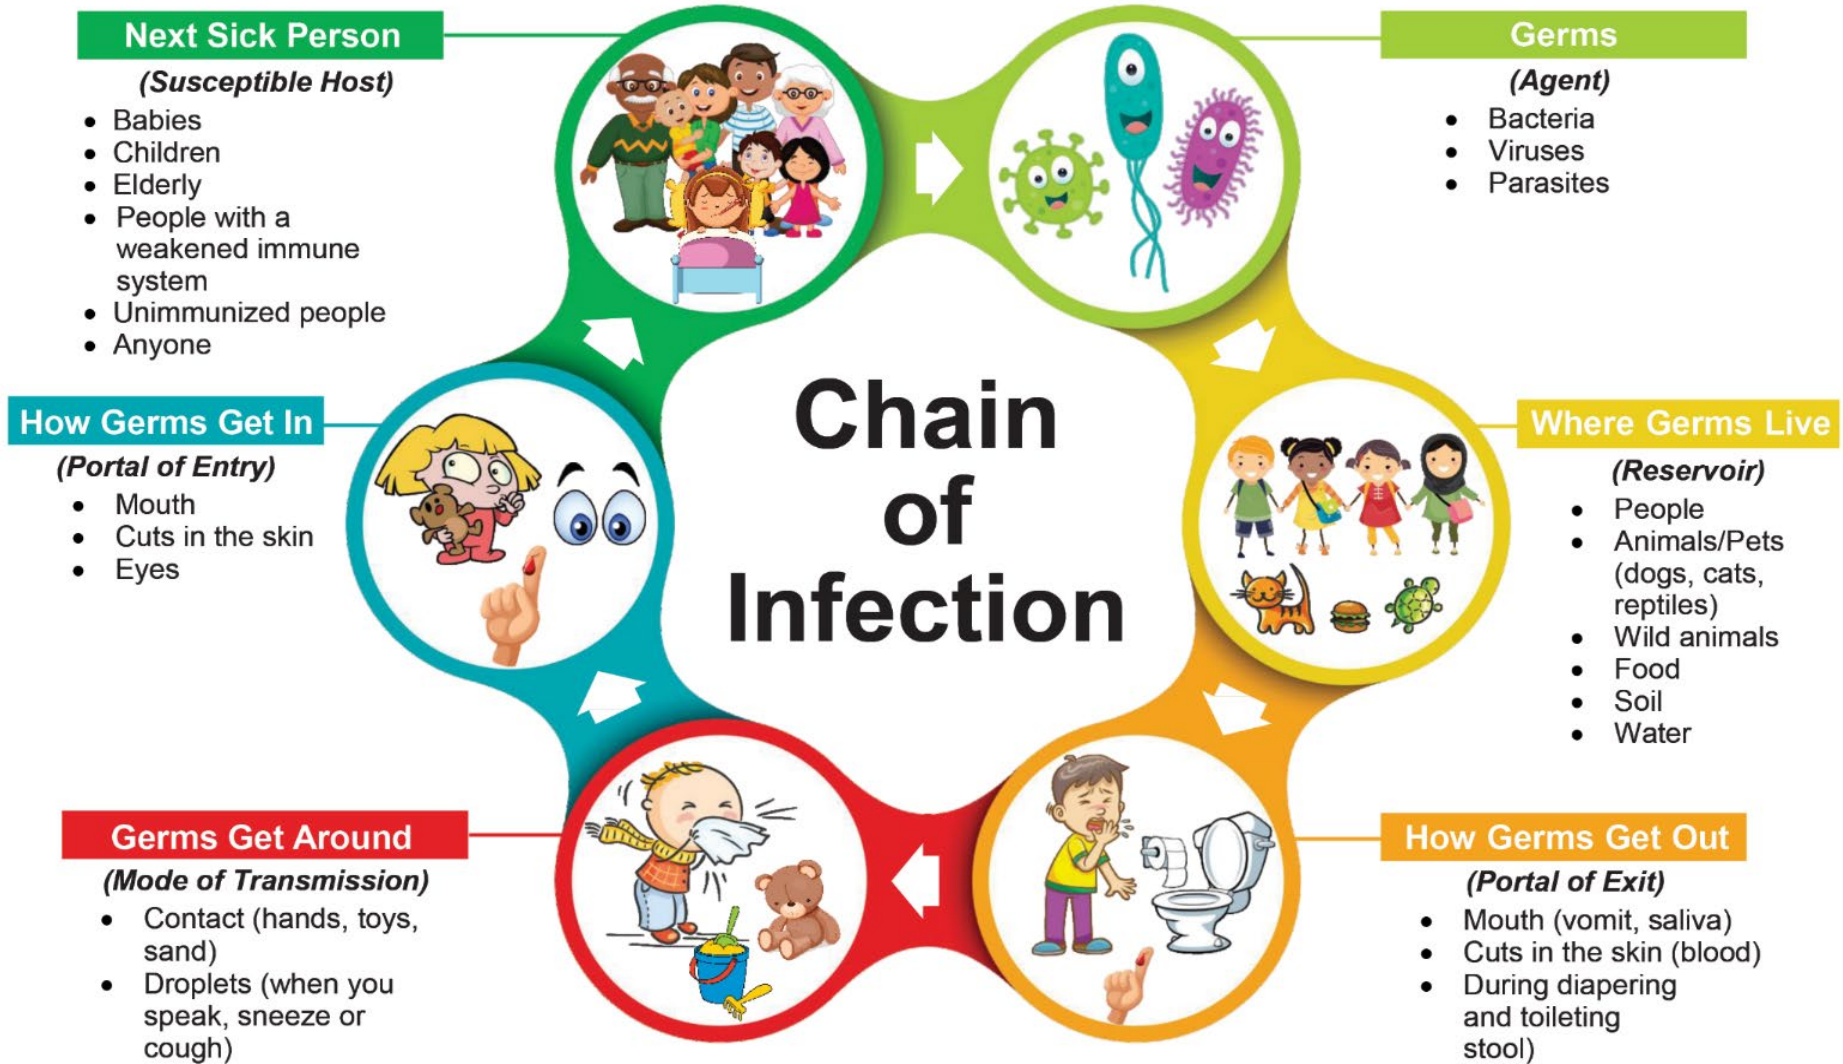 Next Sick Person
(Susceptible Host)
• Babies
• Children
• Elderly
• People with a
weakened immune
system
• Unimmunized people
• Anyone
Germs
(Agent)
• Bacteria
• Viruses
• Parasites
How Germs Get In
(Portal of Entry)
• Mouth
• Cuts in the skin
• Eyes
Chain
of
Infection
Where Germs Live
(Reservoir)
• People
• Animals/Pets
(dogs, cats,
reptiles)
• Wild animals
• Food
• Soil
• Water
Germs Get Around
(Mode of Transmission)
• Contact (hands, toys,
sand)
• Droplets (when you
speak, sneeze or
cough)
How Germs Get Out
(Portal of Exit)
• Mouth (vomit, saliva)
• Cuts in the skin (blood)
• During diapering
and toileting
stool)